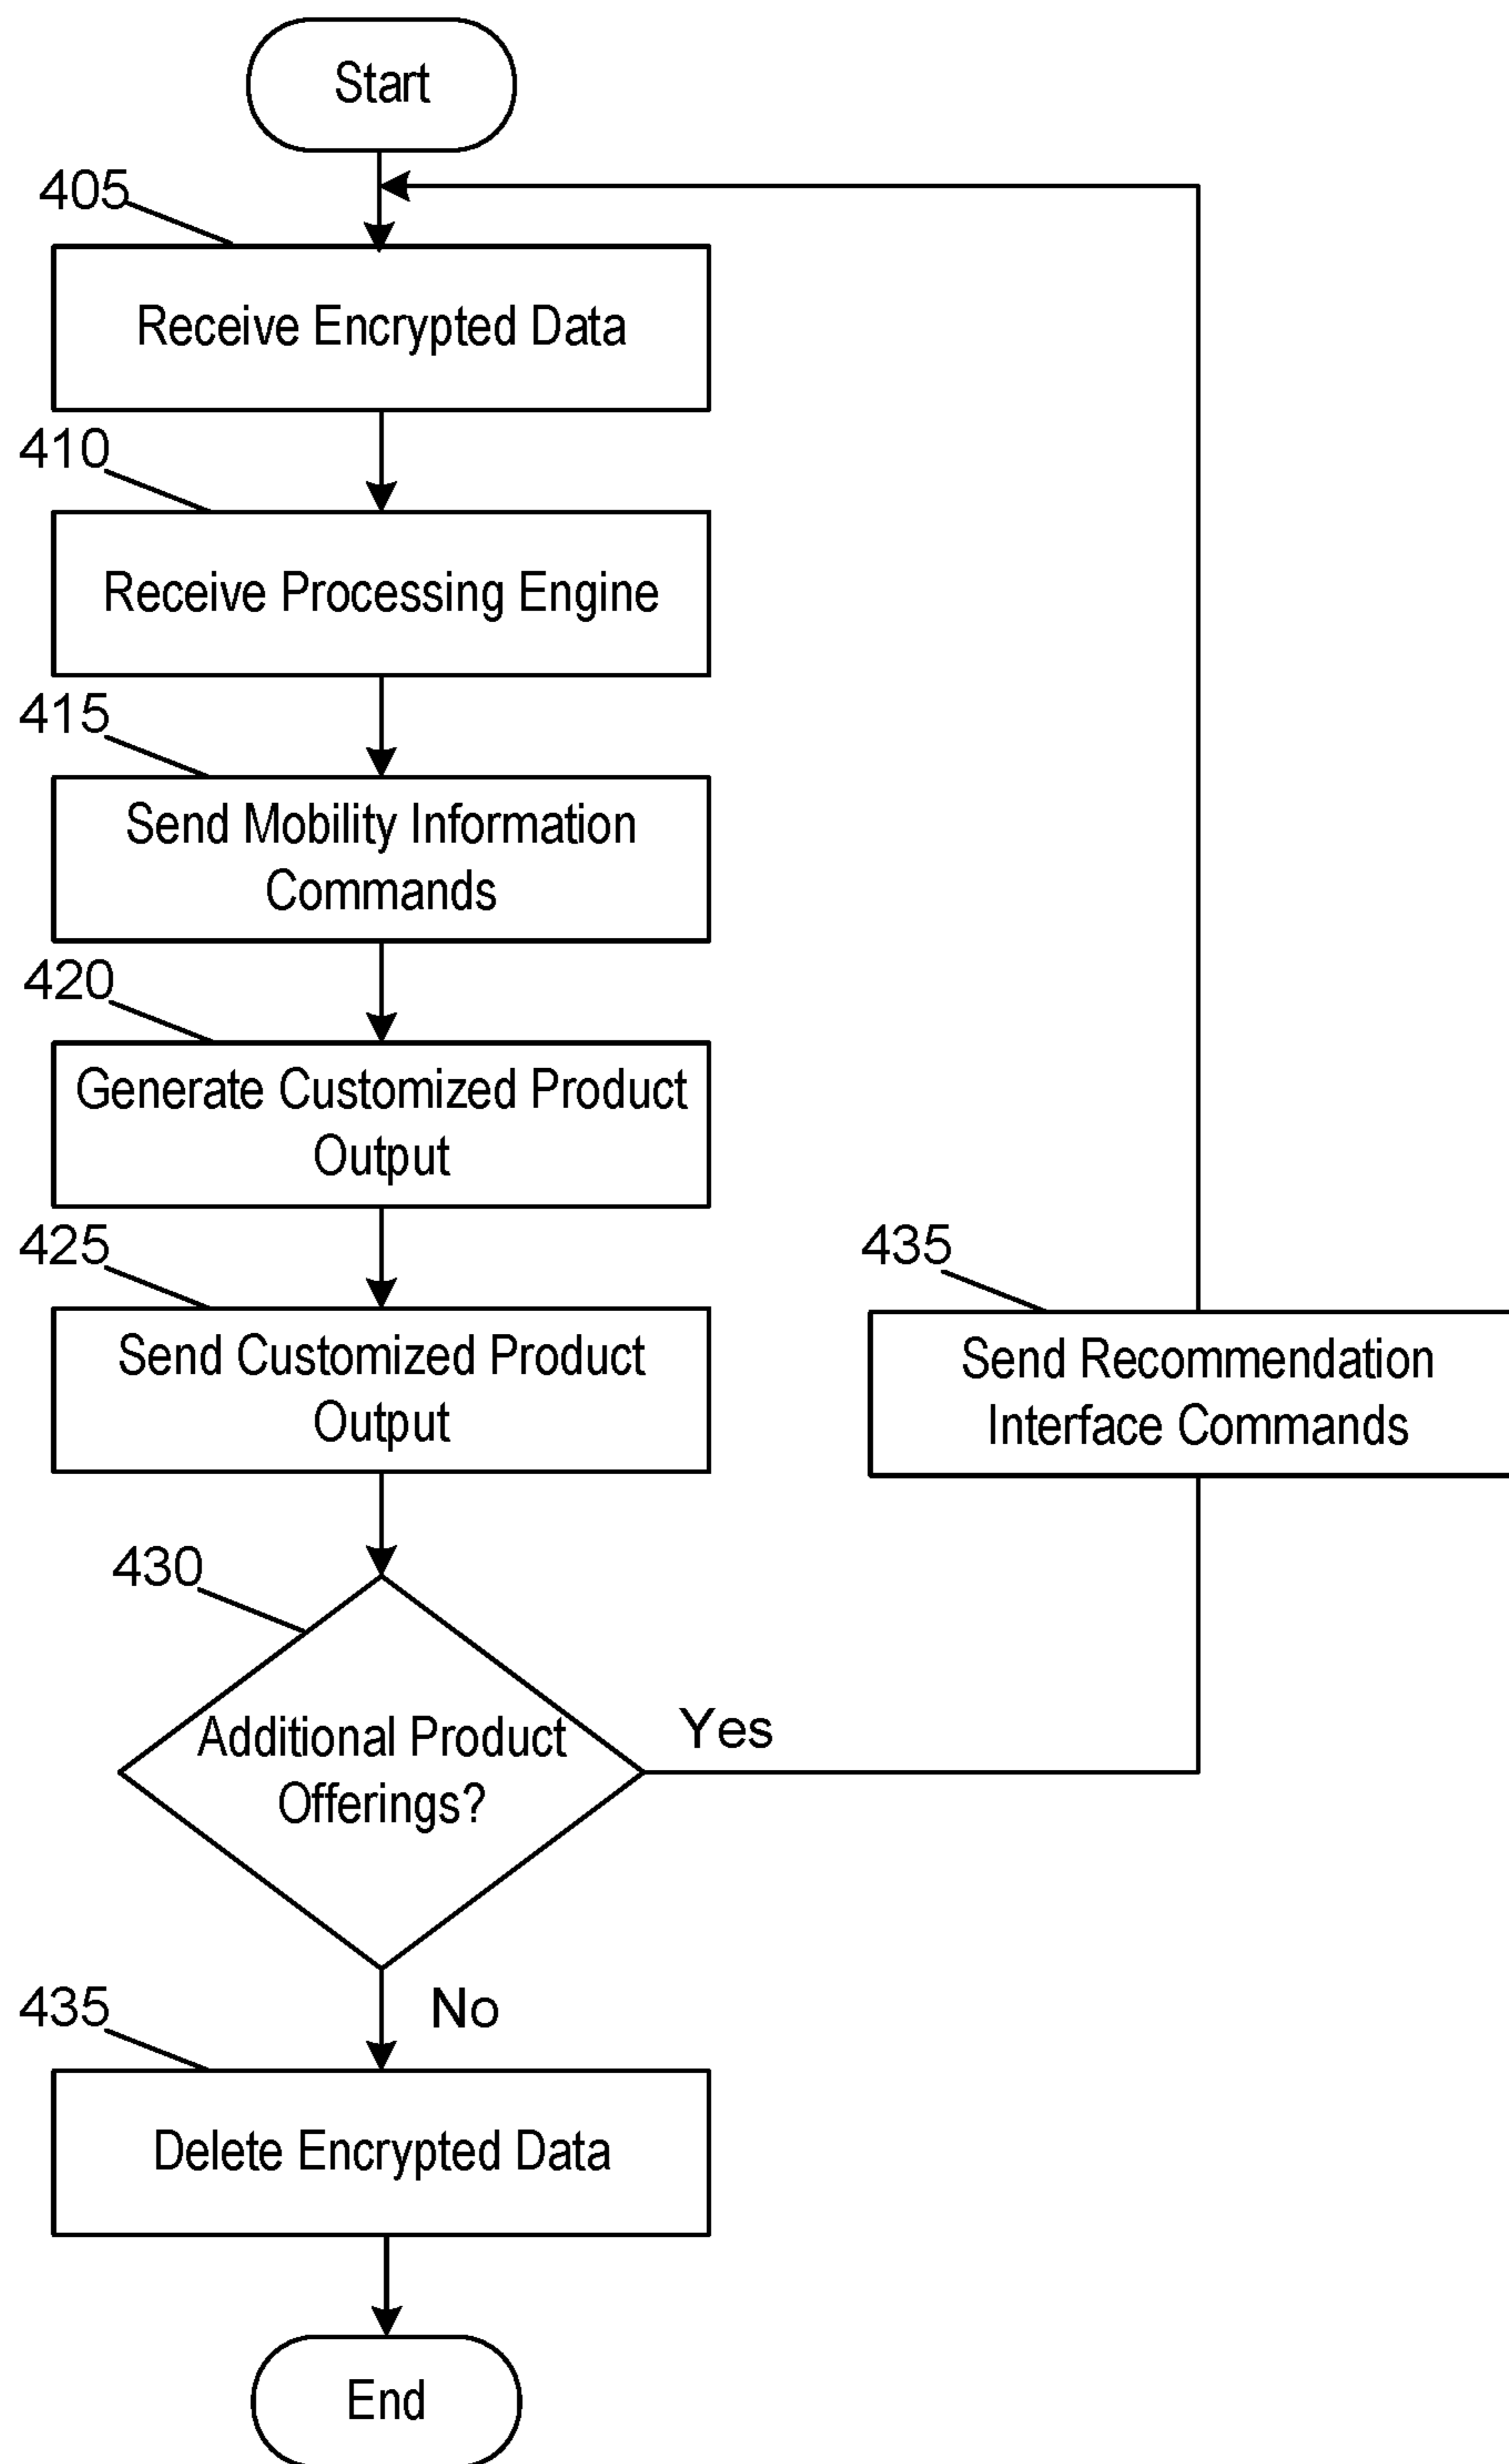 Start
405
Receive Encrypted Data
410
Receive Processing Engine
415
Send Mobility Information
Commands
420
Generate Customized Product
Output
425
Send Customized Product
Output
435
Send Recommendation
Interface Commands
430
Additional Product
Offerings?
Yes
No
435
Delete Encrypted Data
End